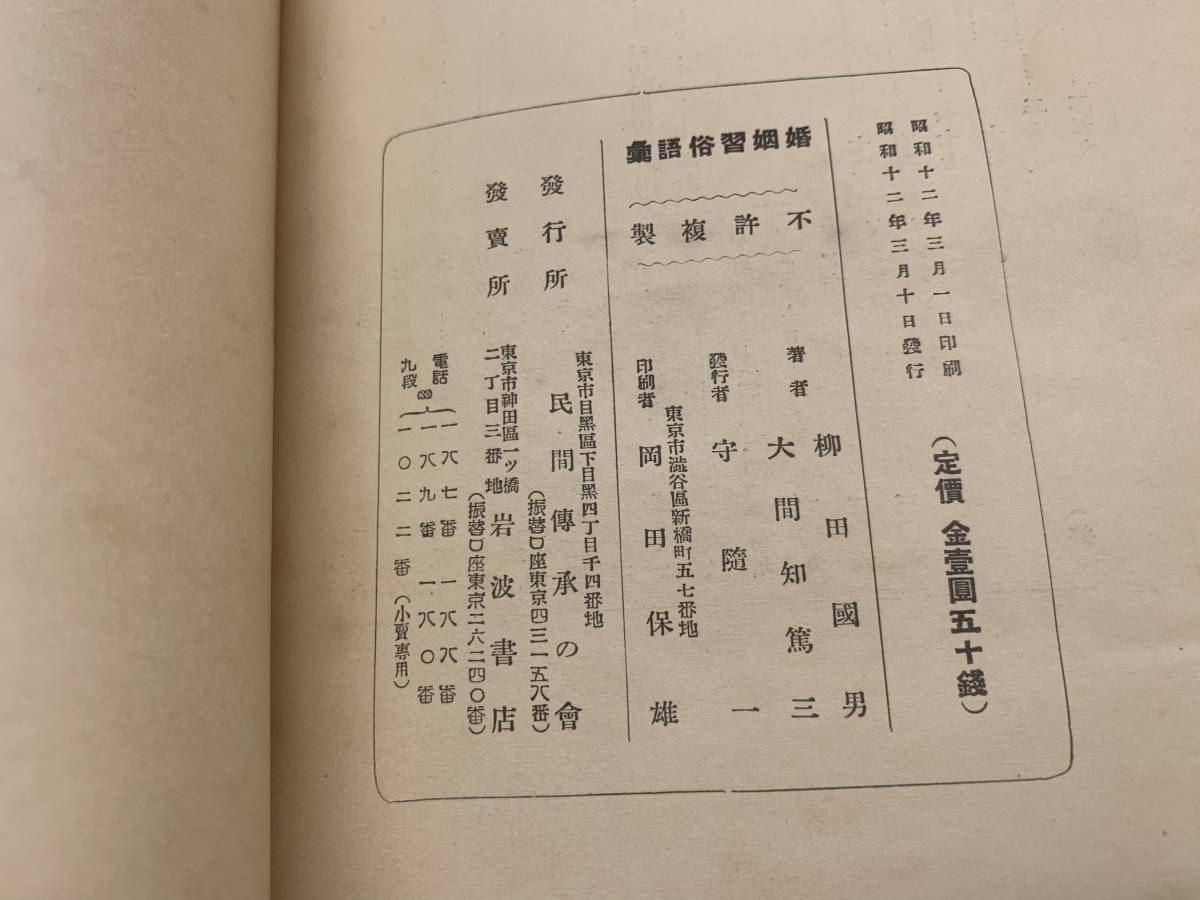 昭和十二年三月一日印刷
昭和十二年三月十日發行
(定價 金壹圓五十錢)
婚姻習俗語彙
不許複製
著者
柳田國男
大間知篤三
發行者
守隨一
東京市澁谷區新橋町五七番地
印刷者
岡田保雄
東京市目黑區下目黑四丁目千四番地
發行所
民間傳承の會
(振替口座東京四三一五八番)
東京市神田區一ッ橋
二丁目三番地
發賣所
岩波書店
(振替口座東京二六二四〇番)
電話
九段
(33)
一八七番 一八八番
一八九番 一八〇番
一〇二二番(小賣專用)